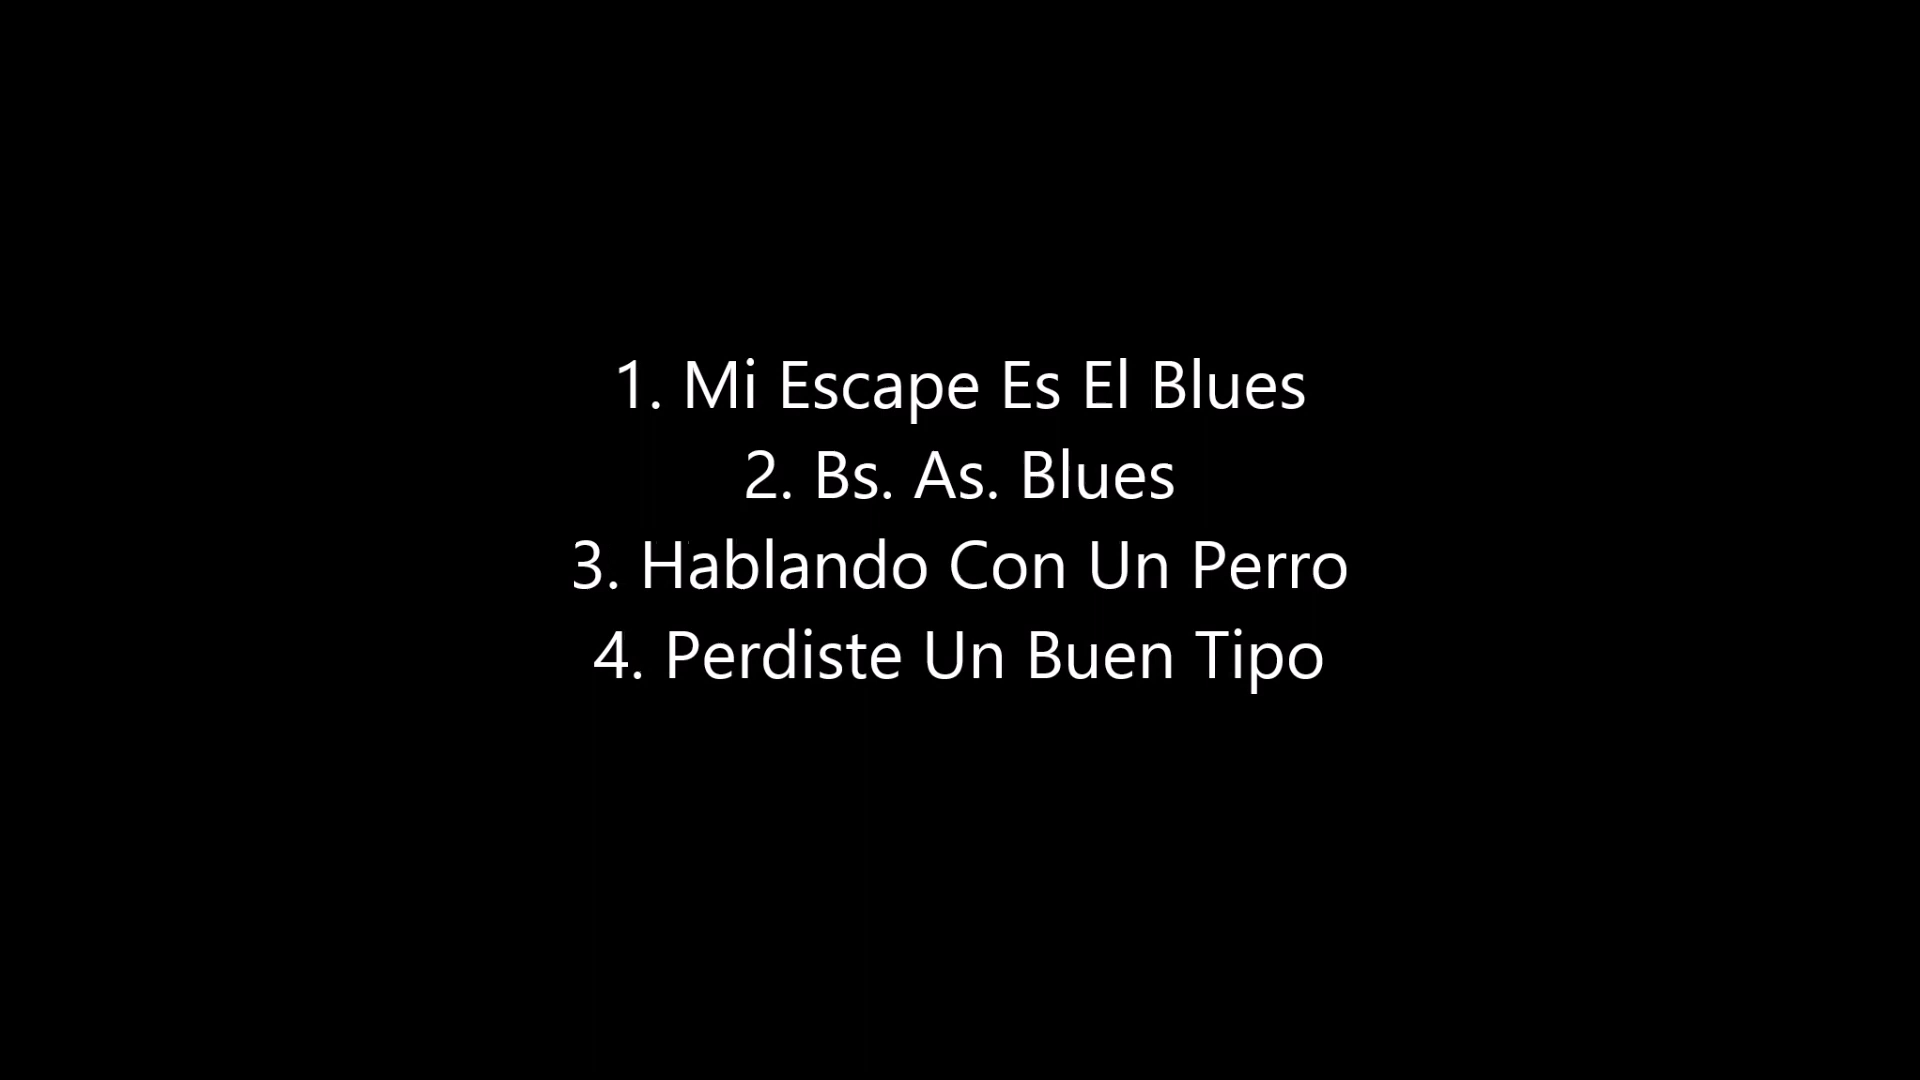 1. Mi Escape Es El Blues
2. Bs. As. Blues
3. Hablando Con Un Perro
4. Perdiste Un Buen Tipo